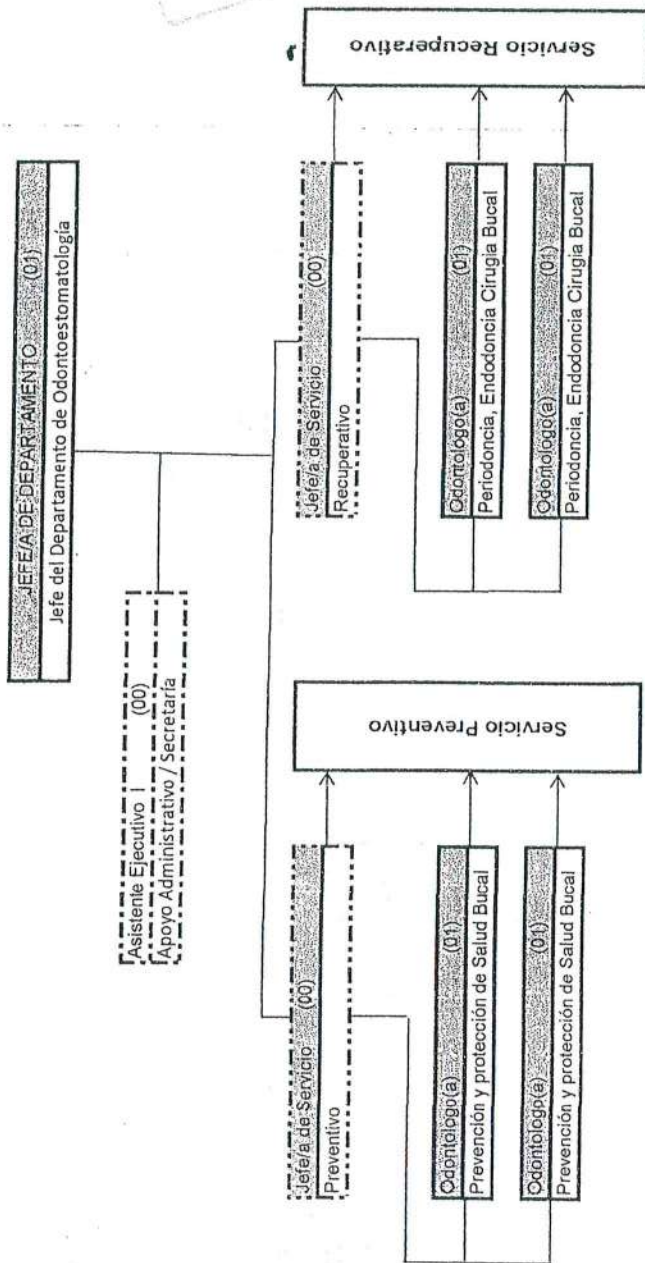 JEFE/A DE DEPARTAMENTO (01)
Jefe del Departamento de Odontoestomatología
Asistente Ejecutivo I (00)
Apoyo Administrativo / Secretaría
Jefe/a de Servicio (00)
Preventivo
Odontologo(a) (01)
Prevención y protección de Salud Bucal
Odontologo(a) (01)
Prevención y protección de Salud Bucal
Servicio Preventivo
Jefe/a de Servicio (00)
Recuperativo
Odontologo(a) (01)
Periodoncia, Endodoncia Cirugia Bucal
Odontologo(a) (01)
Periodoncia, Endodoncia Cirugia Bucal
Servicio Recuperativo